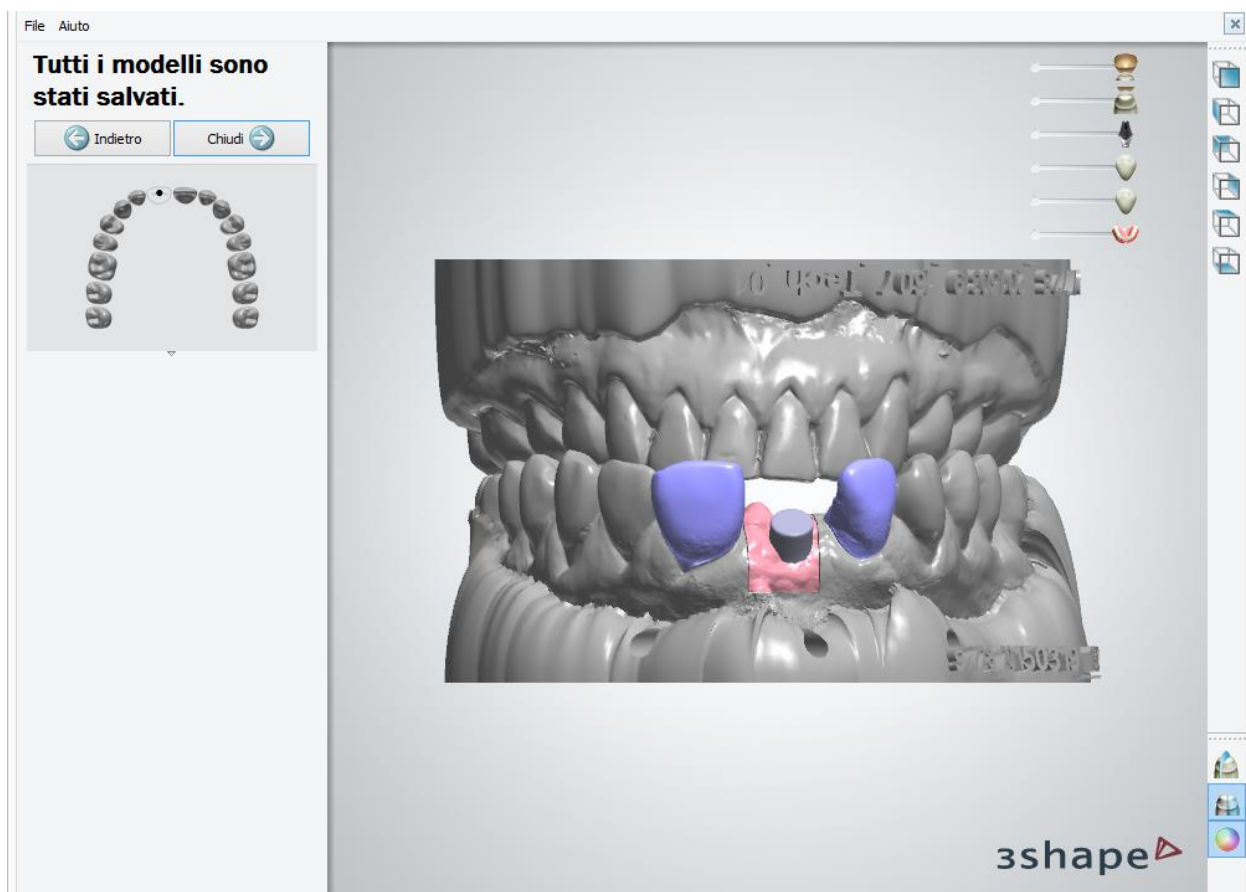 File Aiuto
Tutti i modelli sono
stati salvati.
Indietro
Chiudi
3shape